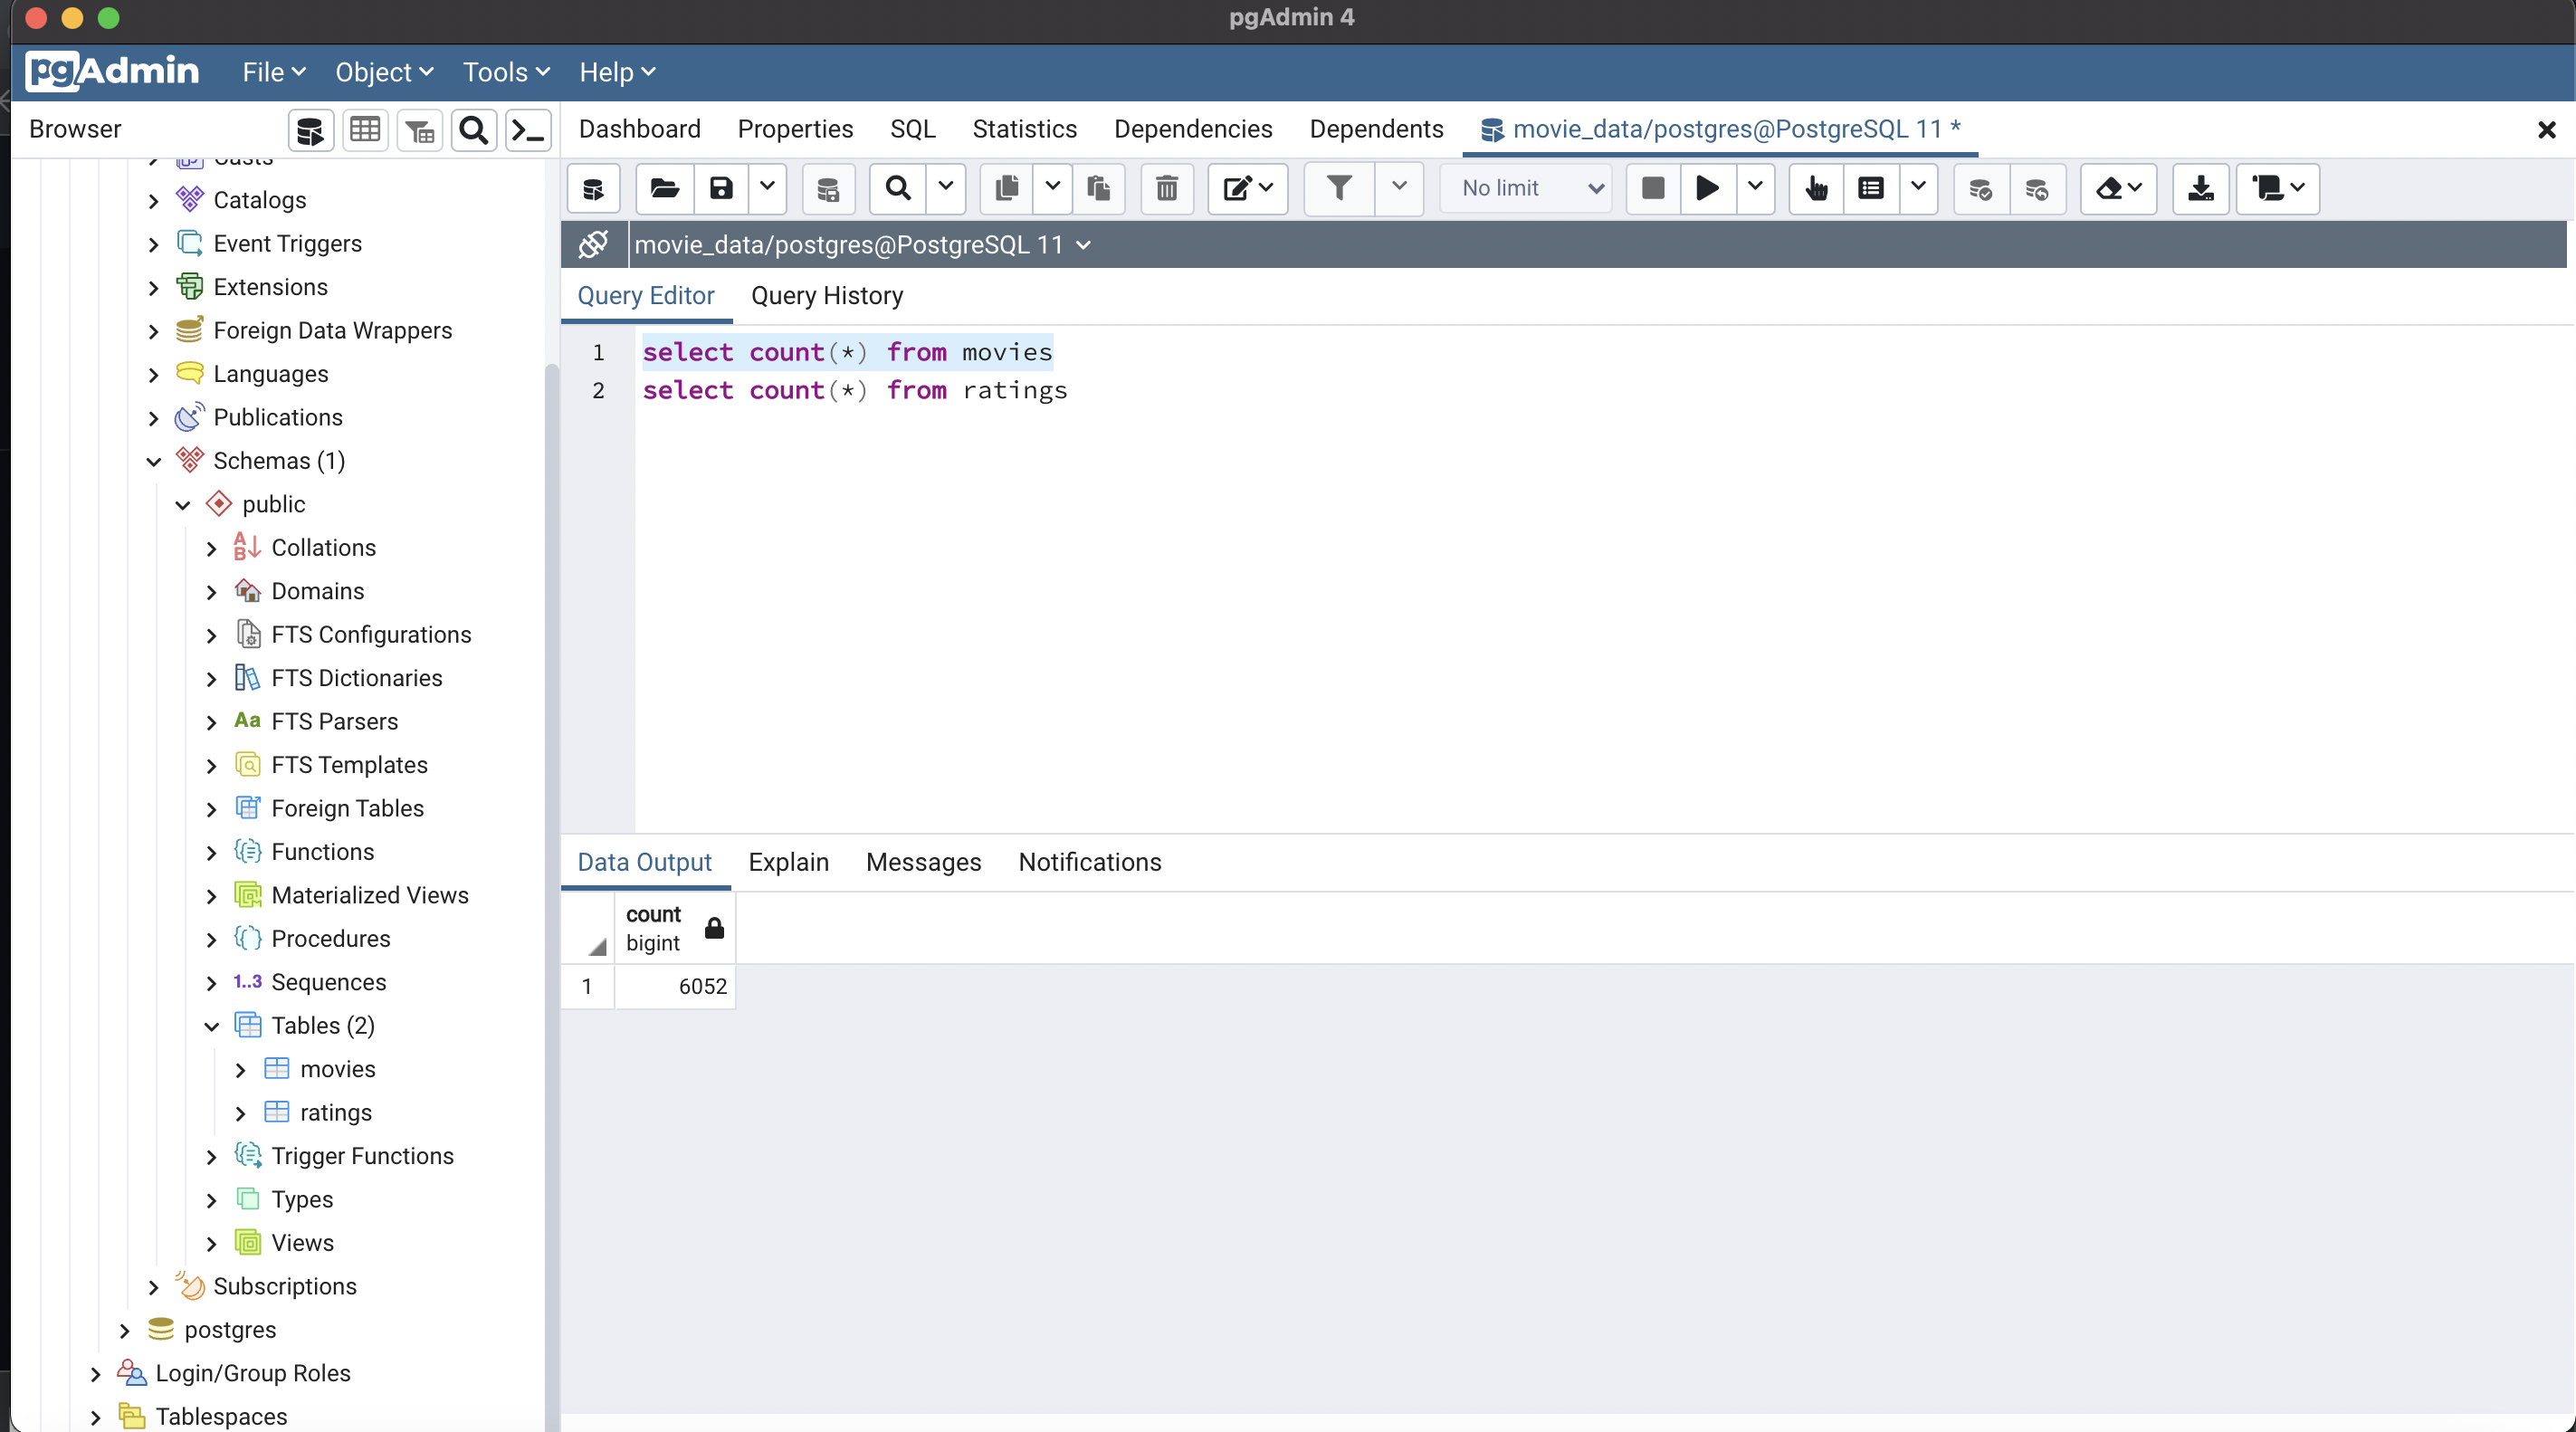 pgAdmin 4
pgAdmin File Object Tools Help
Browser
Dashboard Properties SQL Statistics Dependencies Dependents movie_data/postgres@PostgreSQL 11 *
No limit
movie_data/postgres@PostgreSQL 11
Query Editor Query History
1 select count(*) from movies
2 select count(*) from ratings
Casts
Catalogs
Event Triggers
Extensions
Foreign Data Wrappers
Languages
Publications
Schemas (1)
public
Collations
Domains
FTS Configurations
FTS Dictionaries
Aa FTS Parsers
FTS Templates
Foreign Tables
Functions
Materialized Views
Procedures
1..3 Sequences
Tables (2)
movies
ratings
Trigger Functions
Types
Views
Subscriptions
postgres
Login/Group Roles
Tablespaces
Data Output Explain Messages Notifications
count
bigint
1 6052